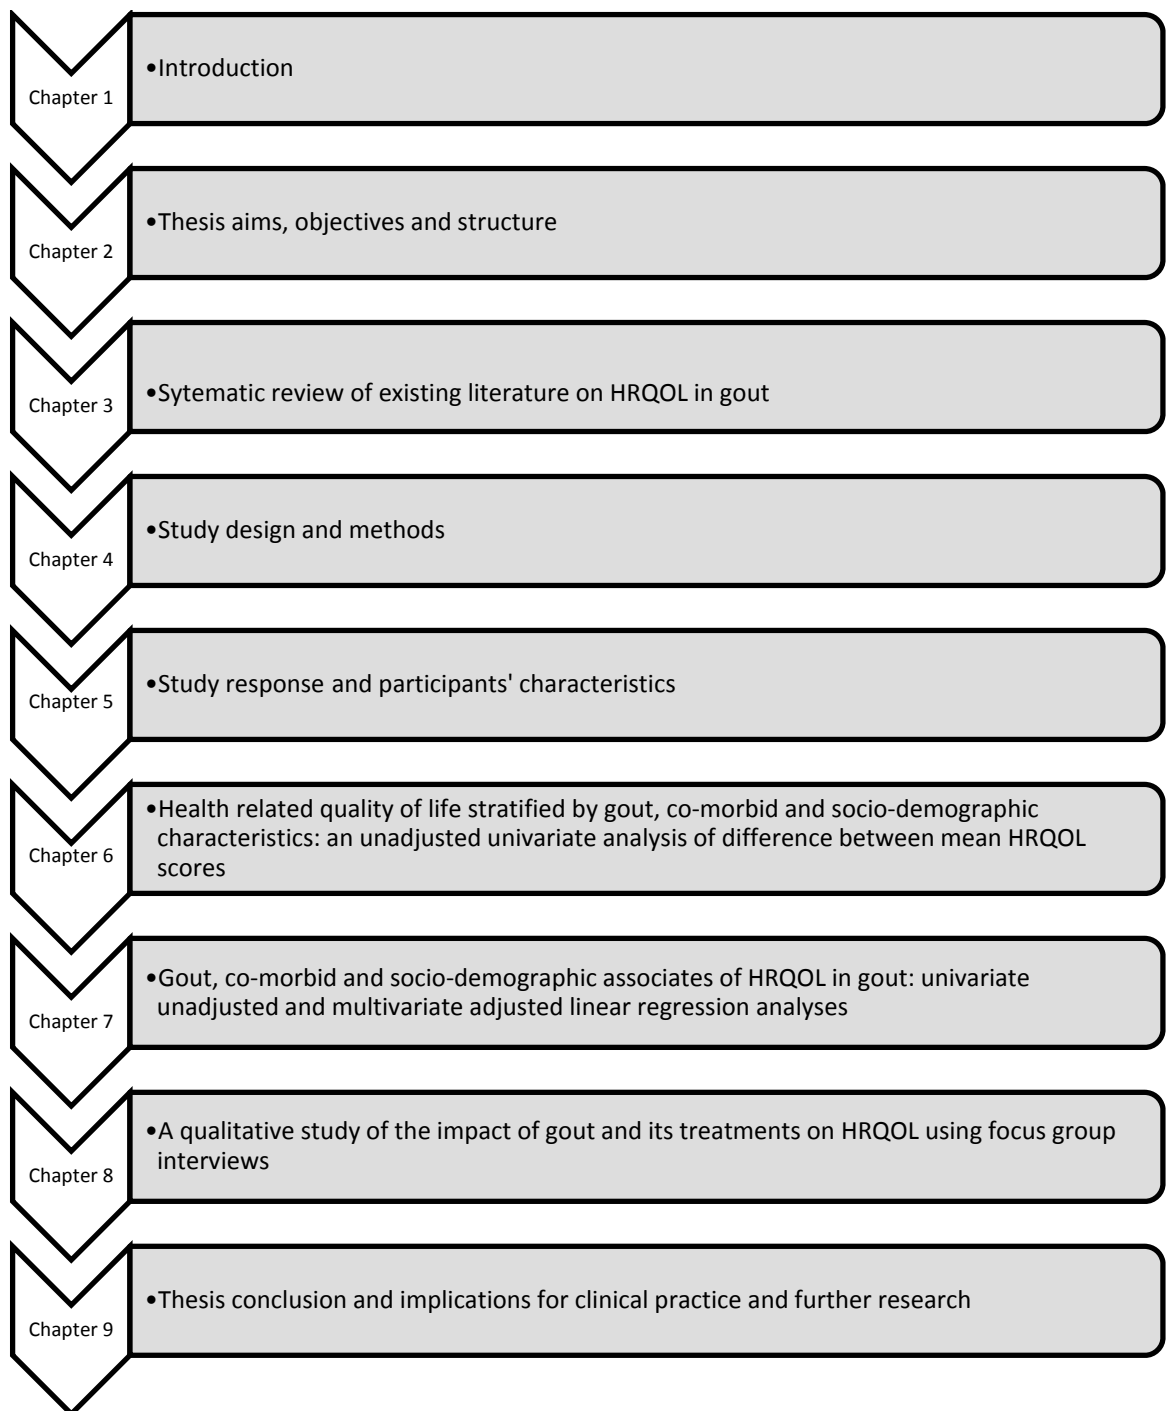 Chapter 1
•Introduction
Chapter 2
•Thesis aims, objectives and structure
Chapter 3
•Sytematic review of existing literature on HRQOL in gout
Chapter 4
•Study design and methods
Chapter 5
•Study response and participants' characteristics
Chapter 6
•Health related quality of life stratified by gout, co-morbid and socio-demographic
characteristics: an unadjusted univariate analysis of difference between mean HRQOL
scores
Chapter 7
•Gout, co-morbid and socio-demographic associates of HRQOL in gout: univariate
unadjusted and multivariate adjusted linear regression analyses
Chapter 8
•A qualitative study of the impact of gout and its treatments on HRQOL using focus group
interviews
Chapter 9
•Thesis conclusion and implications for clinical practice and further research